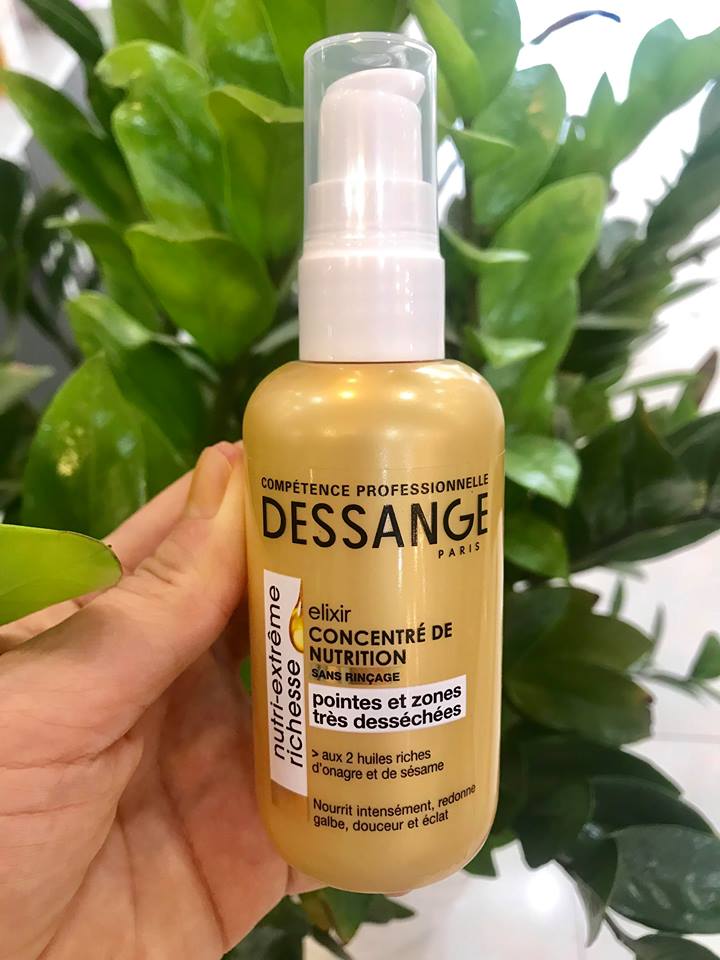 COMPÉTENCE PROFESSIONNELLE
DESSANGE
PARIS
nutri-extrême
richesse
elixir
CONCENTRÉ DE
NUTRITION
SANS RINÇAGE
pointes et zones
très desséchées
> aux 2 huiles riches
d'onagre et de sésame
Nourrit intensément, redonne
galbe, douceur et éclat